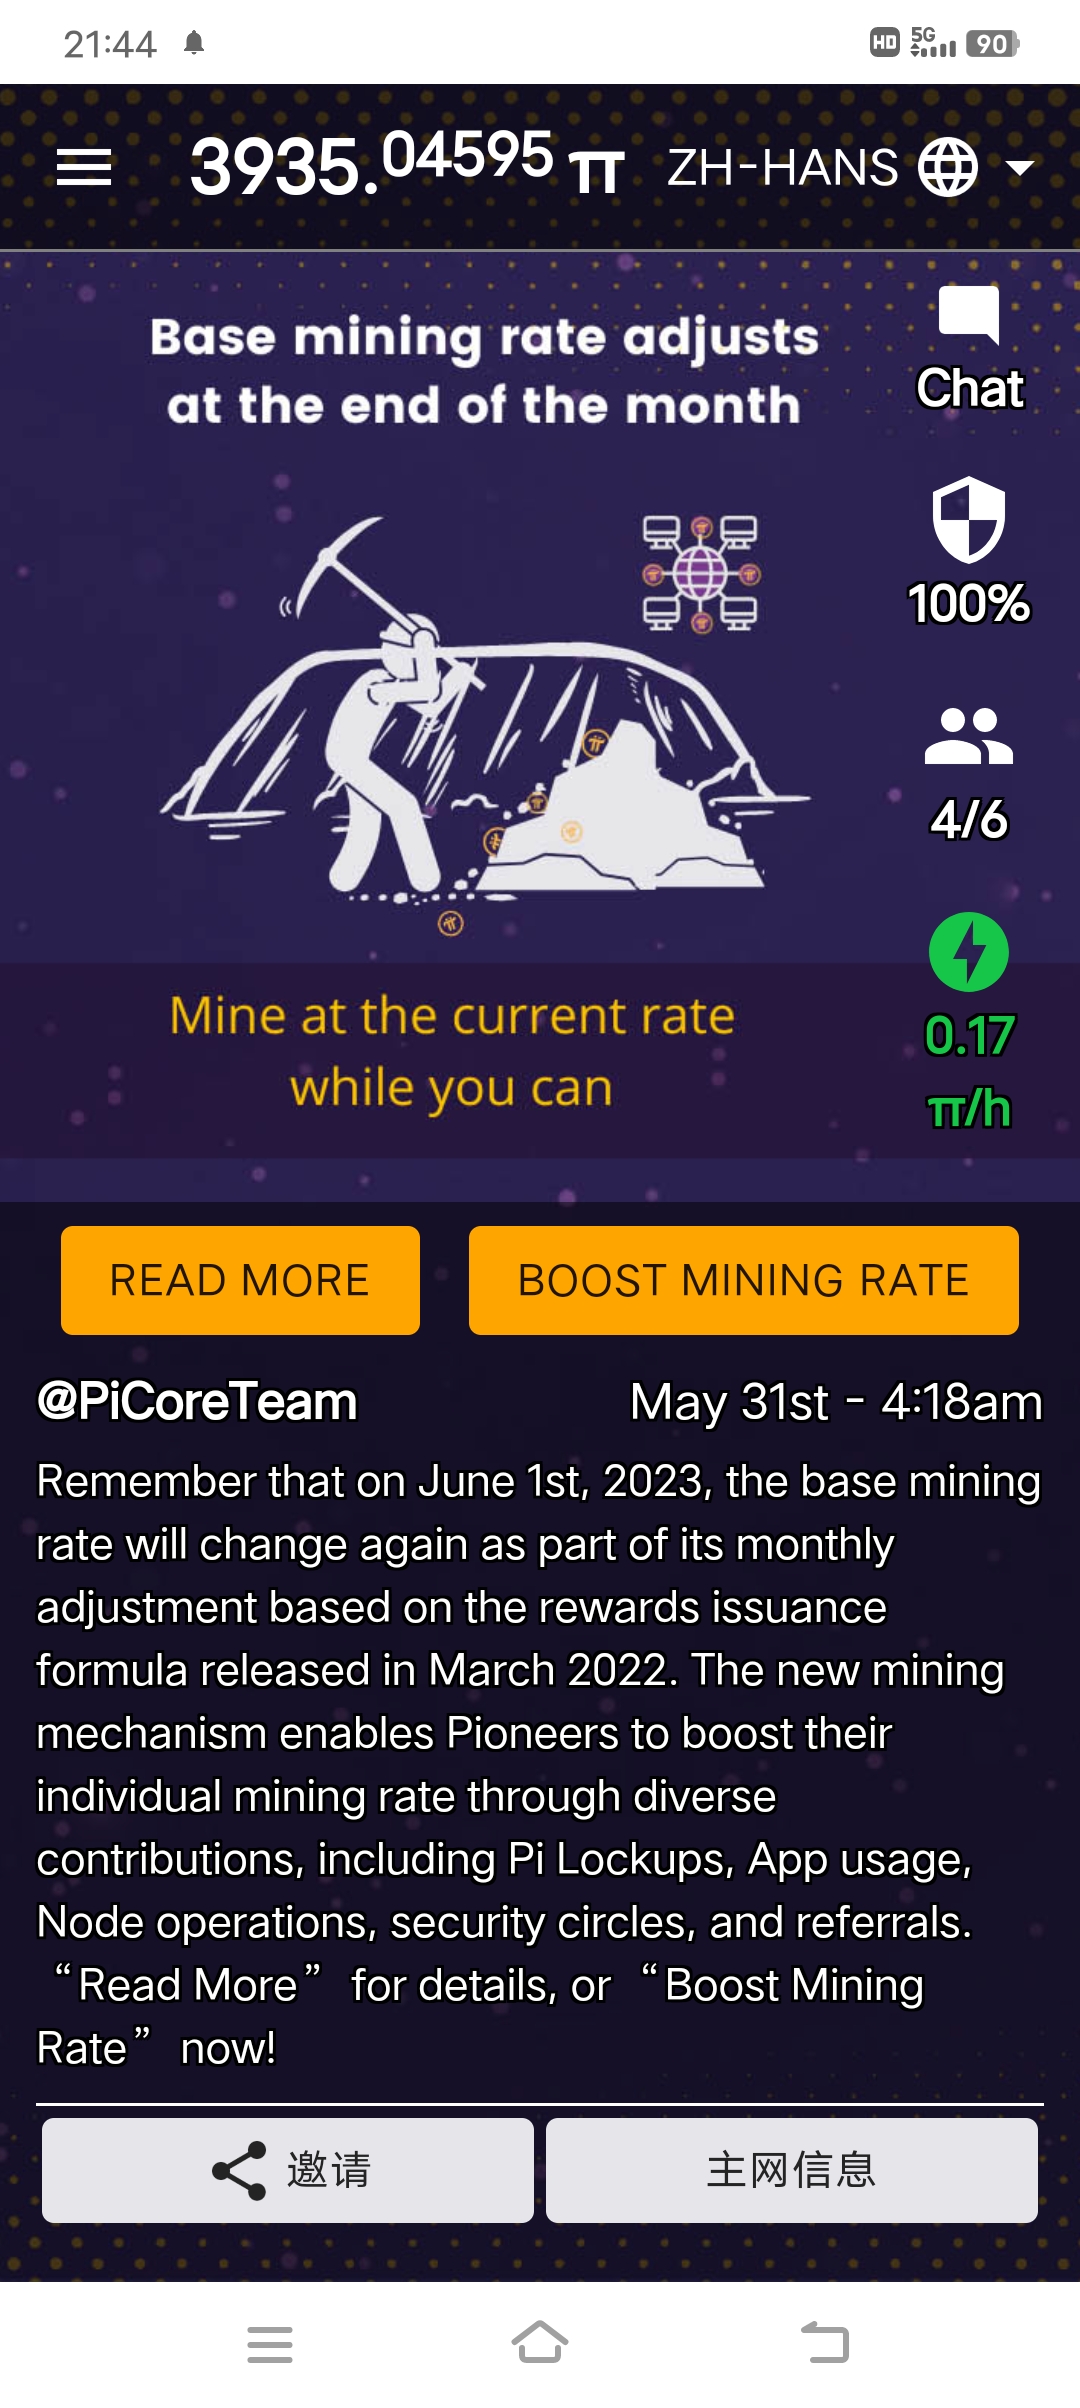 21:44
HD 5G 90
3935.04595 π ZH-HANS
Base mining rate adjusts
at the end of the month
Chat
100%
4/6
0.17
π/h
Mine at the current rate
while you can
READ MORE BOOST MINING RATE
@PiCoreTeam May 31st - 4:18am
Remember that on June 1st, 2023, the base mining
rate will change again as part of its monthly
adjustment based on the rewards issuance
formula released in March 2022. The new mining
mechanism enables Pioneers to boost their
individual mining rate through diverse
contributions, including Pi Lockups, App usage,
Node operations, security circles, and referrals.
“Read More” for details, or “Boost Mining
Rate” now!
邀请 主网信息